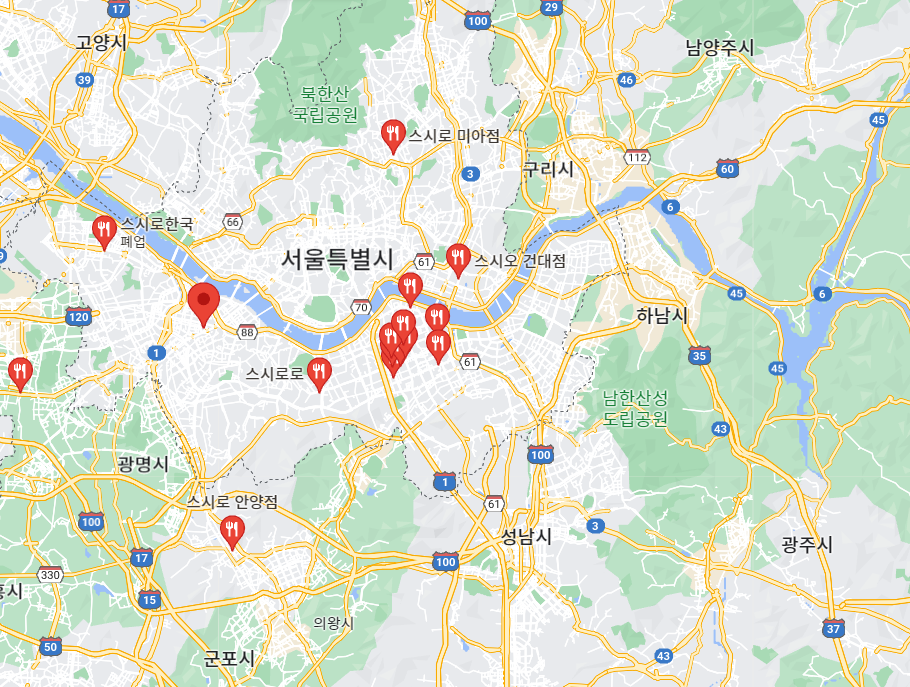 17
100
29
고양시
남양주시
39
46
북한산
국립공원
45
스시로 미아점
112
구리시
60
3
6
66
스시로한국
폐업
서울특별시
61
스시오 건대점
45
6
70
120
88
하남시
1
35
61
45
스시로로
남한산성
도립공원
43
100
광명시
1
스시로 안양점
61
100
3
성남시
광주시
17
100
330
15
의왕시
37
50
군포시
43